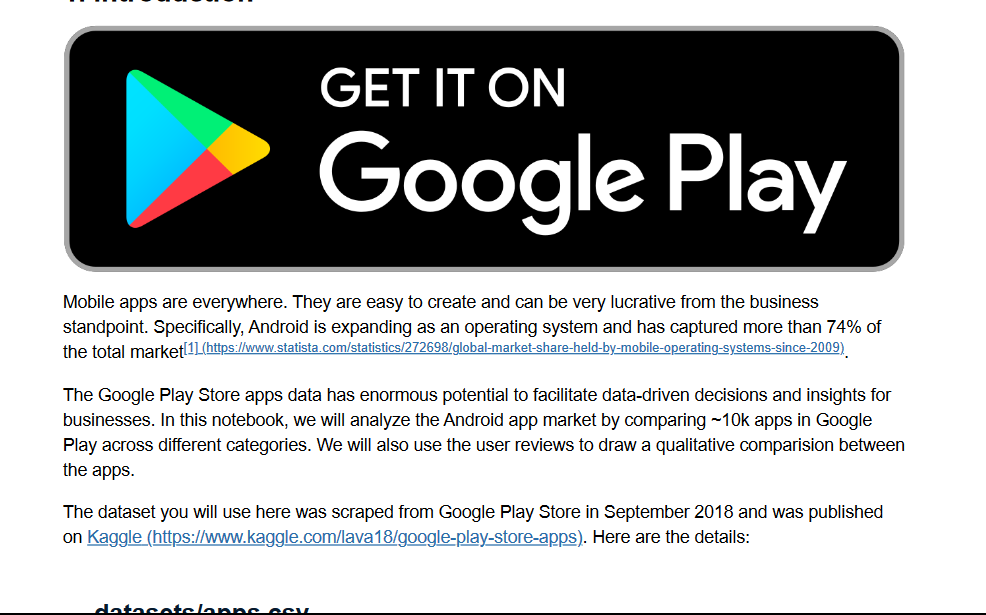 1. Introduction
GET IT ON
Google Play
Mobile apps are everywhere. They are easy to create and can be very lucrative from the business
standpoint. Specifically, Android is expanding as an operating system and has captured more than 74% of
the total market[1] (https://www.statista.com/statistics/272698/global-market-share-held-by-mobile-operating-systems-since-2009).
The Google Play Store apps data has enormous potential to facilitate data-driven decisions and insights for
businesses. In this notebook, we will analyze the Android app market by comparing ~10k apps in Google
Play across different categories. We will also use the user reviews to draw a qualitative comparision between
the apps.
The dataset you will use here was scraped from Google Play Store in September 2018 and was published
on Kaggle (https://www.kaggle.com/lava18/google-play-store-apps). Here are the details:
datasets/apps.csv